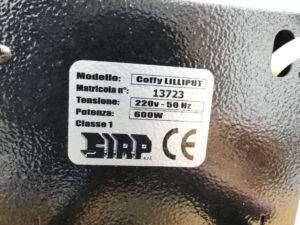 Modello: Coffy LILLIPUT
Matricola n°: 13723
Tensione: 220v - 50 Hz
Potenza: 600W
Classe 1
SIRP s.r.l. CE